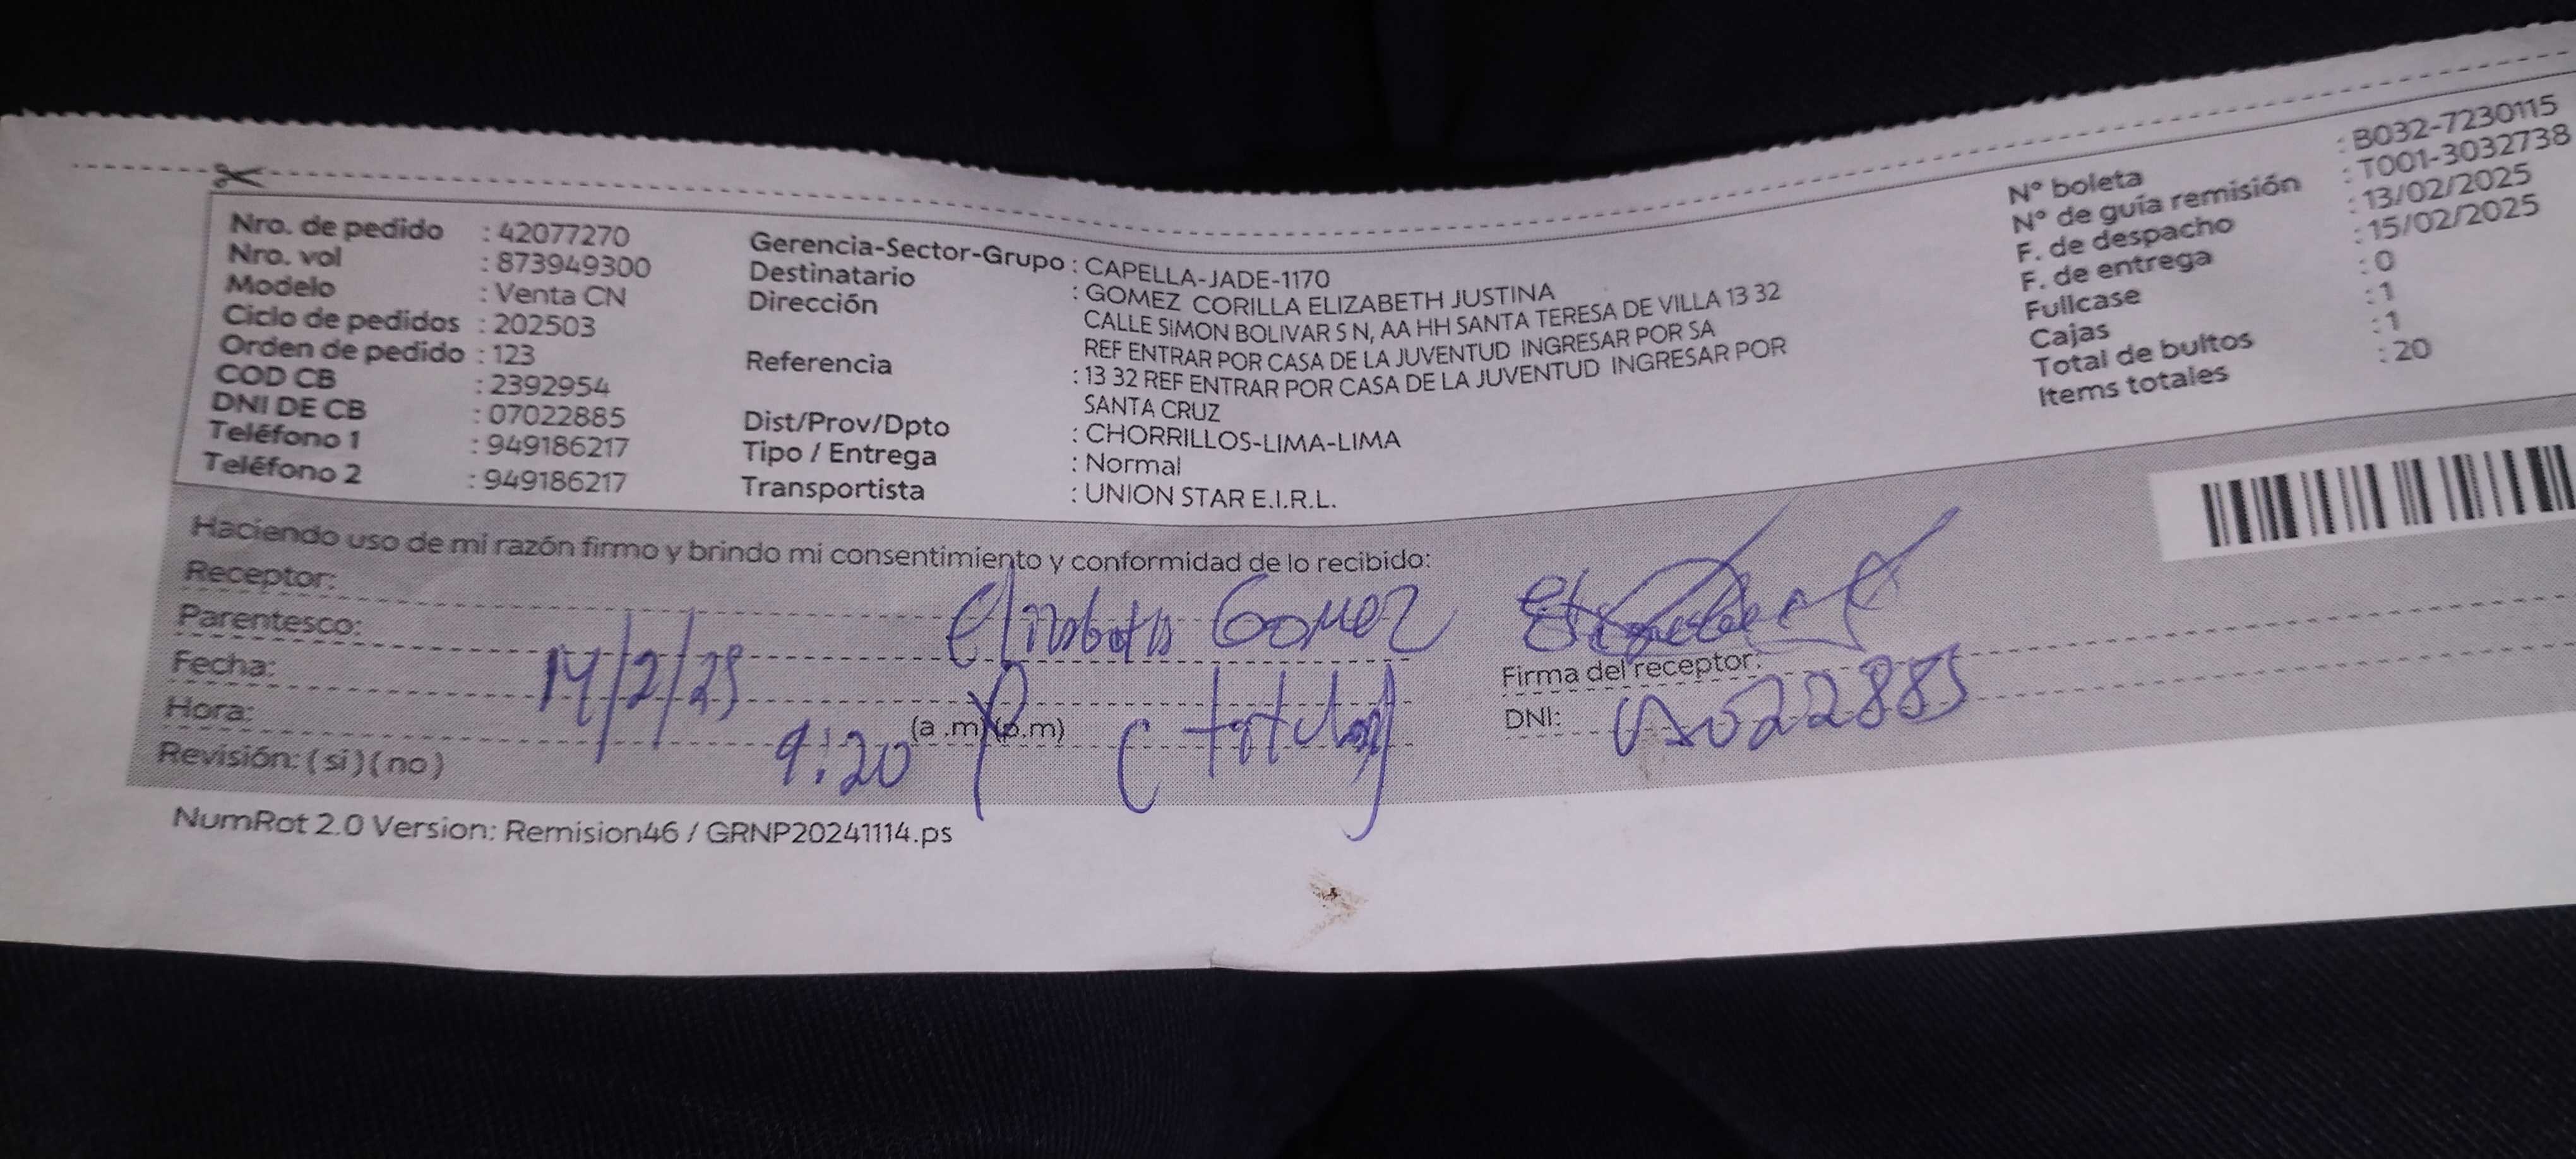 Nro. de pedido : 42077270
Nro. vol : 873949300
Modelo : Venta CN
Ciclo de pedidos : 202503
Orden de pedido : 123
COD CB : 2392954
DNI DE CB : 07022885
Teléfono 1 : 949186217
Teléfono 2 : 949186217
Gerencia-Sector-Grupo : CAPELLA-JADE-1170
Destinatario : GOMEZ CORILLA ELIZABETH JUSTINA
Dirección CALLE SIMON BOLIVAR S N, AA HH SANTA TERESA DE VILLA 13 32
REF ENTRAR POR CASA DE LA JUVENTUD INGRESAR POR SA
Referencia : 13 32 REF ENTRAR POR CASA DE LA JUVENTUD INGRESAR POR
SANTA CRUZ
Dist/Prov/Dpto : CHORRILLOS-LIMA-LIMA
Tipo / Entrega : Normal
Transportista : UNION STAR E.I.R.L.
N° boleta : B032-7230115
N° de guía remisión : T001-3032738
F. de despacho : 13/02/2025
F. de entrega : 15/02/2025
Fullcase : 0
Cajas : 1
Total de bultos : 1
Items totales : 20
Haciendo uso de mi razón firmo y brindo mi consentimiento y conformidad de lo recibido:
Receptor: Elizabeth Gomez
Parentesco: (titular)
Fecha: 14/2/25
Hora: 9:20 (a .m) (p.m)
Revisión: ( si ) ( no )
Firma del receptor:
DNI: 07022885
NumRot 2.0 Version: Remision46 / GRNP20241114.ps